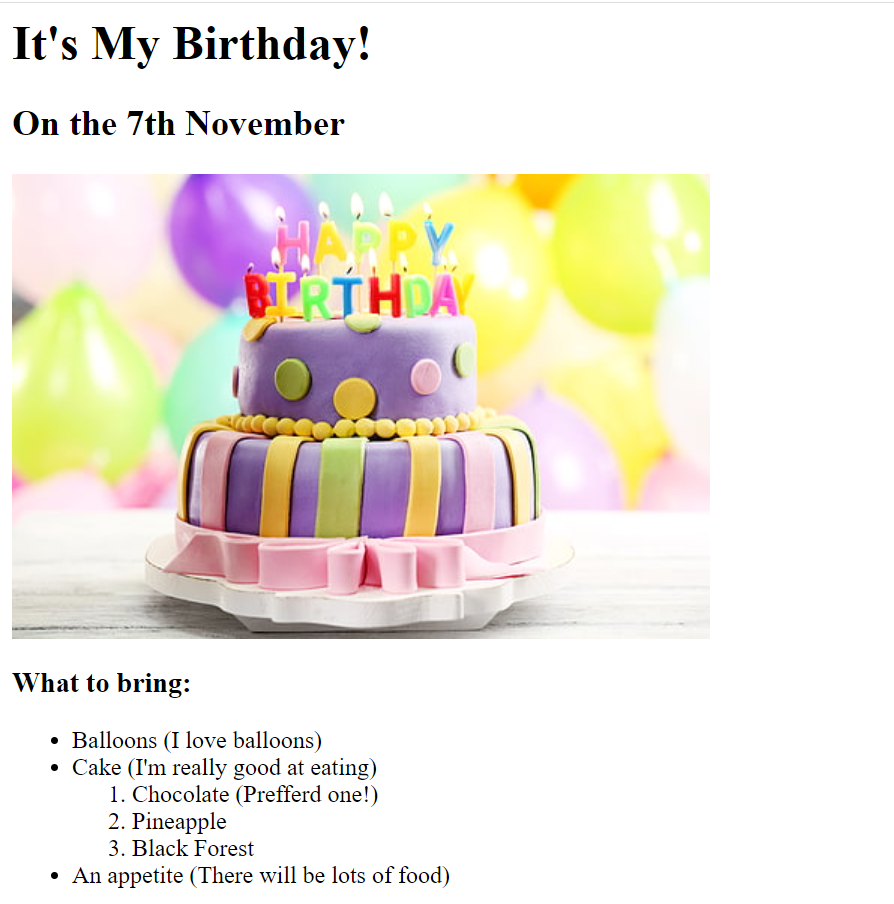 It's My Birthday!
On the 7th November
HAPPY
BIRTHDAY
What to bring:
Balloons (I love balloons)
Cake (I'm really good at eating)
1. Chocolate (Prefferd one!)
2. Pineapple
3. Black Forest
An appetite (There will be lots of food)